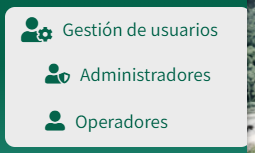 Gestión de usuarios
Administradores
Operadores